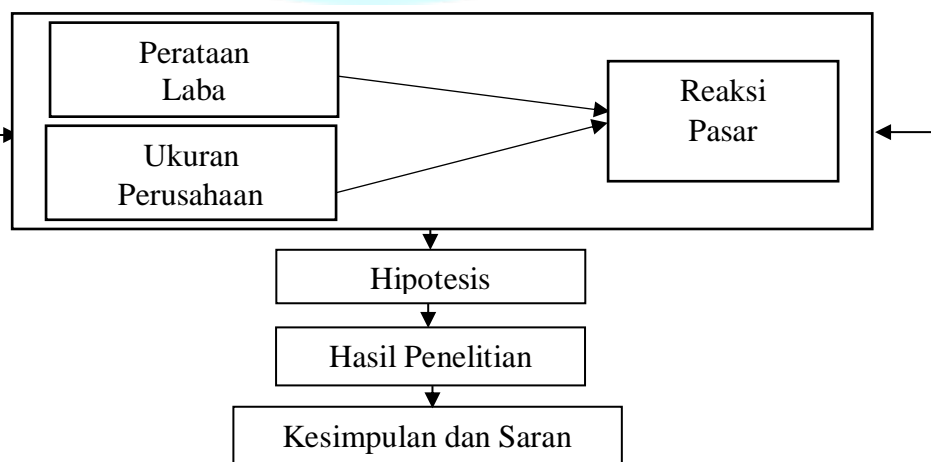 Perataan
Laba
Reaksi
Pasar
Ukuran
Perusahaan
Hipotesis
Hasil Penelitian
Kesimpulan dan Saran